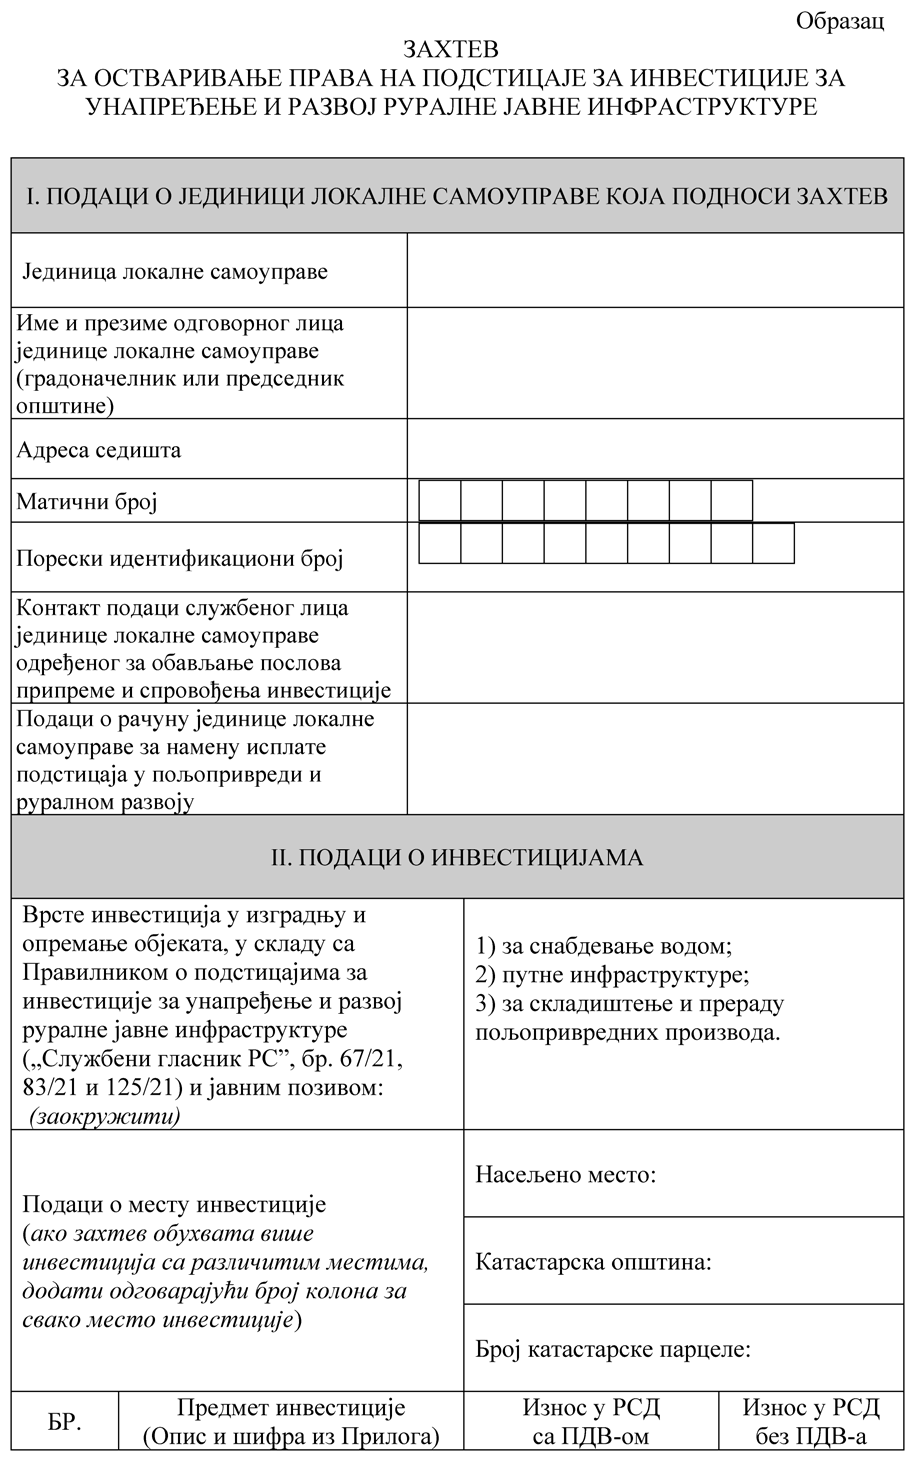 Образац
ЗАХТЕВ
ЗА ОСТВАРИВАЊЕ ПРАВА НА ПОДСТИЦАЈЕ ЗА ИНВЕСТИЦИЈЕ ЗА
УНАПРЕЂЕЊЕ И РАЗВОЈ РУРАЛНЕ ЈАВНЕ ИНФРАСТРУКТУРЕ
I. ПОДАЦИ О ЈЕДИНИЦИ ЛОКАЛНЕ САМОУПРАВЕ КОЈА ПОДНОСИ ЗАХТЕВ
Јединица локалне самоуправе
Име и презиме одговорног лица
јединице локалне самоуправе
(градоначелник или председник
општине)
Адреса седишта
Матични број
Порески идентификациони број
Контакт подаци службеног лица
јединице локалне самоуправе
одређеног за обављање послова
припреме и спровођења инвестиције
Подаци о рачуну јединице локалне
самоуправе за намену исплате
подстицаја у пољопривреди и
руралном развоју
II. ПОДАЦИ О ИНВЕСТИЦИЈАМА
Врсте инвестиција у изградњу и
опремање објеката, у складу са
Правилником о подстицајима за
инвестиције за унапређење и развој
руралне јавне инфраструктуре
(„Службени гласник РС”, бр. 67/21,
83/21 и 125/21) и јавним позивом:
(заокружити)
1) за снабдевање водом;
2) путне инфраструктуре;
3) за складиштење и прераду
пољопривредних производа.
Подаци о месту инвестиције
(ако захтев обухвата више
инвестиција са различитим местима,
додати одговарајући број колона за
свако место инвестиције)
Насељено место:
Катастарска општина:
Број катастарске парцеле:
БР.
Предмет инвестиције
(Опис и шифра из Прилога)
Износ у РСД
са ПДВ-ом
Износ у РСД
без ПДВ-а